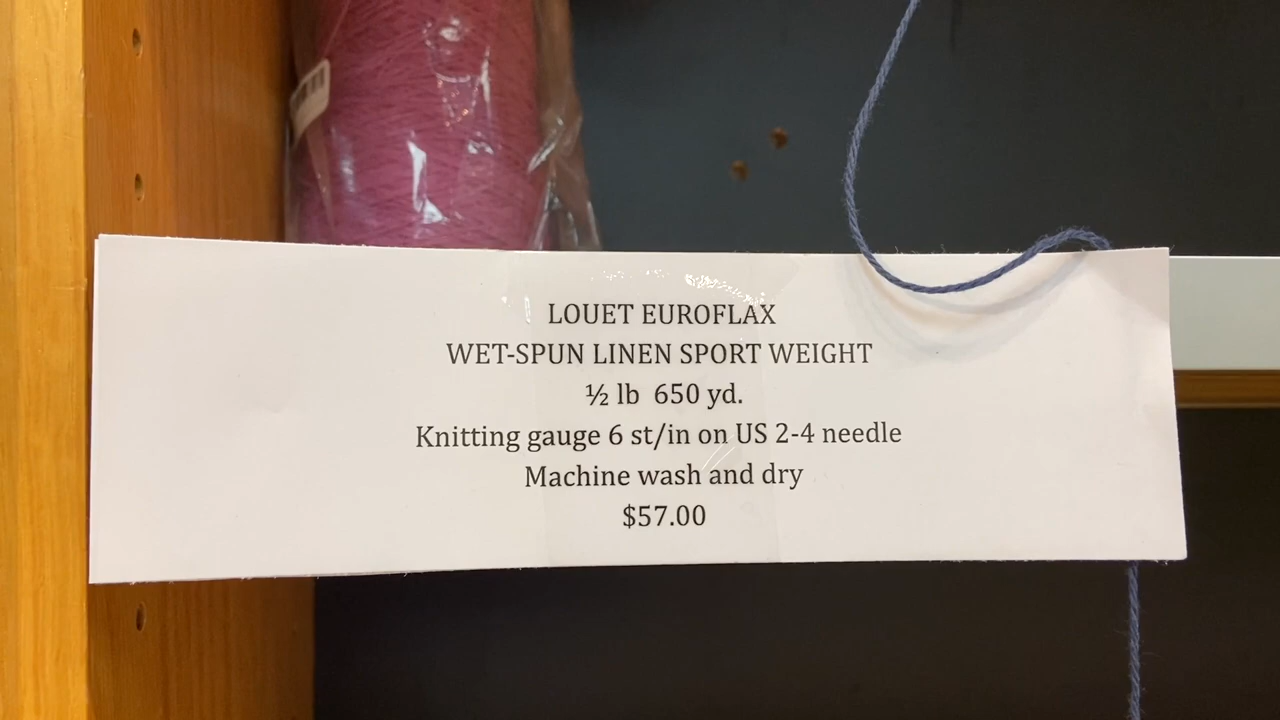 LOUET EUROFLAX
WET-SPUN LINEN SPORT WEIGHT
½ lb  650 yd.
Knitting gauge 6 st/in on US 2-4 needle
Machine wash and dry
$57.00